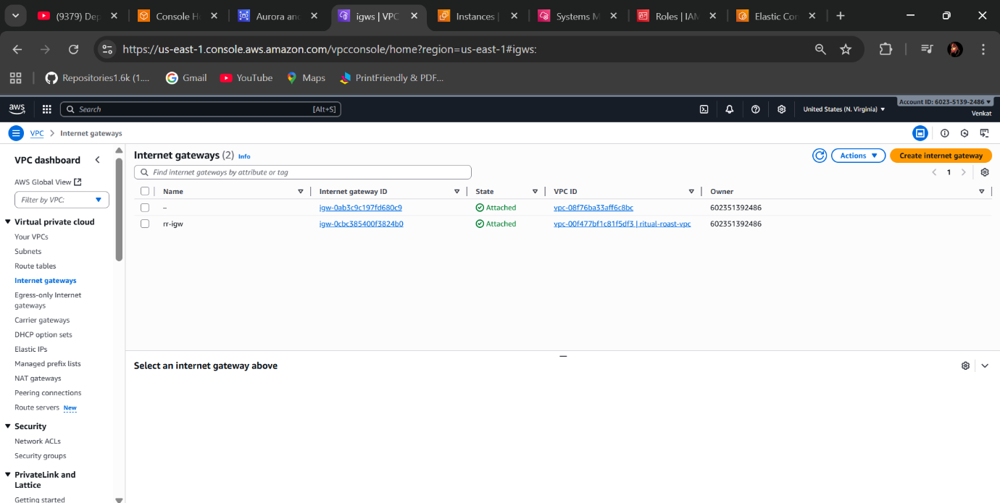 (9379) Dep
Console H
Aurora and
igws | VPC
Instances |
Systems M
Roles | IAM
Elastic Con
https://us-east-1.console.aws.amazon.com/vpcconsole/home?region=us-east-1#igws:
Repositories1.6k (1....
Gmail
YouTube
Maps
PrintFriendly & PDF...
aws
Search
[Alt+S]
United States (N. Virginia)
Account ID: 6023-5139-2486
Venkat
VPC
Internet gateways
VPC dashboard
AWS Global View
Filter by VPC:
Virtual private cloud
Your VPCs
Subnets
Route tables
Internet gateways
Egress-only Internet
gateways
Carrier gateways
DHCP option sets
Elastic IPs
Managed prefix lists
NAT gateways
Peering connections
Route servers New
Security
Network ACLs
Security groups
PrivateLink and
Lattice
Getting started
Internet gateways (2) Info
Actions
Create internet gateway
Find internet gateways by attribute or tag
1
Name Internet gateway ID State VPC ID Owner
– igw-0ab3c9c197fd680c9 Attached vpc-08f76ba33aff6c8bc 602351392486
rr-igw igw-0cbc385400f3824b0 Attached vpc-00f477bf1c81f5df3 | ritual-roast-vpc 602351392486
Select an internet gateway above